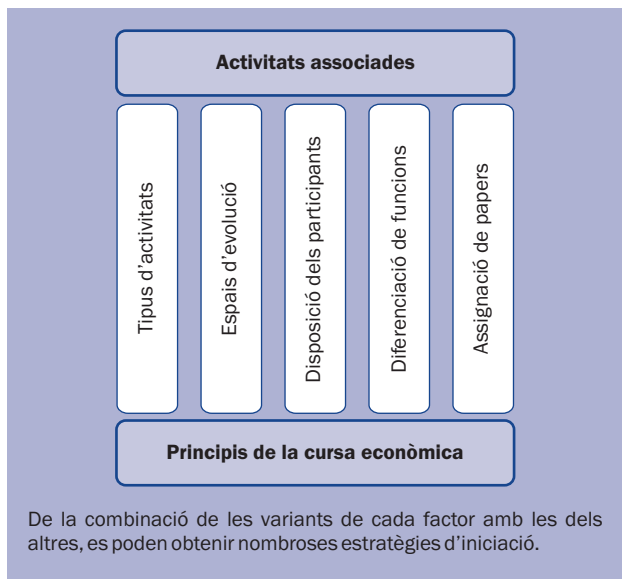 Activitats associades
Tipus d'activitats
Espais d'evolució
Disposició dels participants
Diferenciació de funcions
Assignació de papers
Principis de la cursa econòmica
De la combinació de les variants de cada factor amb les dels
altres, es poden obtenir nombroses estratègies d'iniciació.